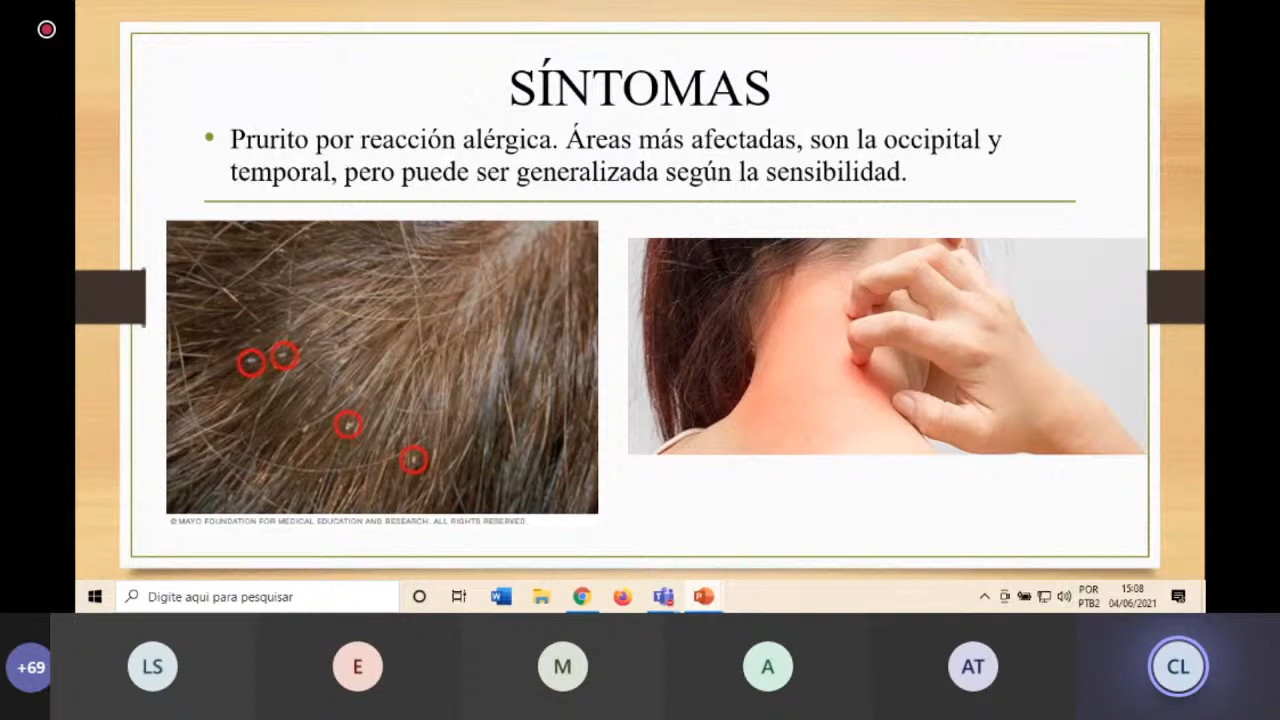 SÍNTOMAS
• Prurito por reacción alérgica. Áreas más afectadas, son la occipital y
temporal, pero puede ser generalizada según la sensibilidad.
© MAYO FOUNDATION FOR MEDICAL EDUCATION AND RESEARCH. ALL RIGHTS RESERVED.
Digite aqui para pesquisar
POR
PTB2
15:08
04/06/2021
+69
LS
E
M
A
AT
CL